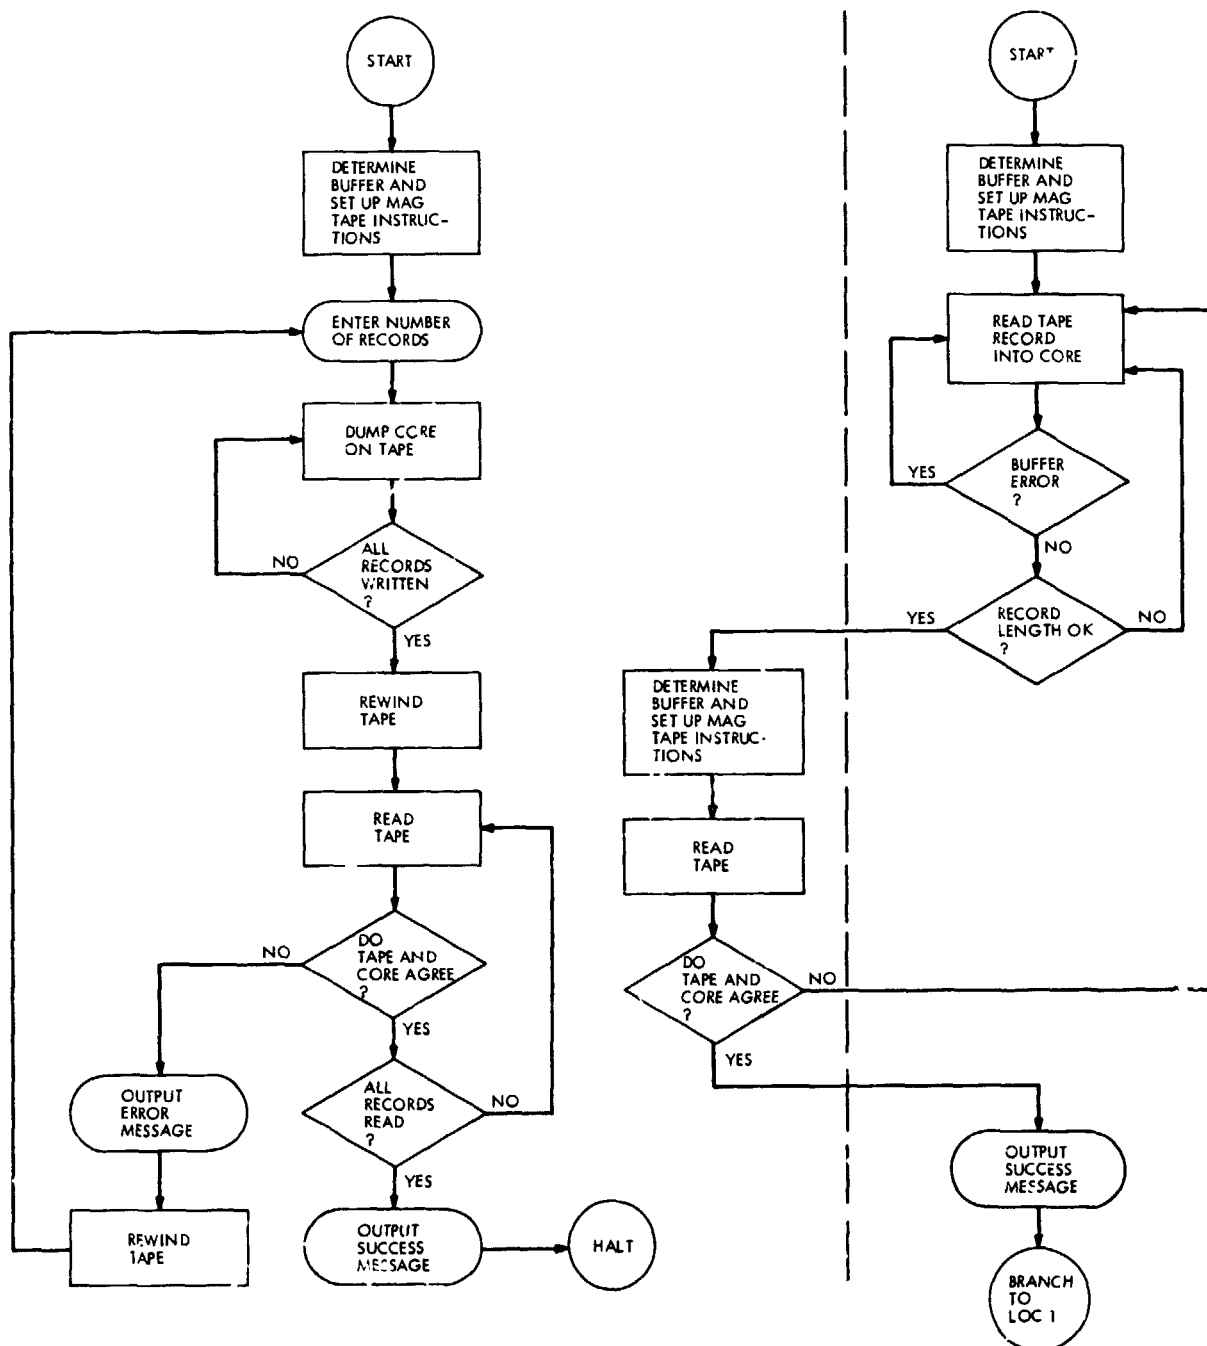 START
DETERMINE
BUFFER AND
SET UP MAG
TAPE INSTRUC-
TIONS
ENTER NUMBER
OF RECORDS
DUMP CORE
ON TAPE
ALL
RECORDS
WRITTEN
?
NO
YES
REWIND
TAPE
READ
TAPE
DO
TAPE AND
CORE AGREE
?
NO
YES
OUTPUT
ERROR
MESSAGE
REWIND
TAPE
ALL
RECORDS
READ
?
NO
YES
OUTPUT
SUCCESS
MESSAGE
HALT
START
DETERMINE
BUFFER AND
SET UP MAG
TAPE INSTRUC-
TIONS
READ TAPE
RECORD
INTO CORE
BUFFER
ERROR
?
YES
NO
RECORD
LENGTH OK
?
YES
NO
DETERMINE
BUFFER AND
SET UP MAG
TAPE INSTRUC-
TIONS
READ
TAPE
DO
TAPE AND
CORE AGREE
?
NO
YES
OUTPUT
SUCCESS
MESSAGE
BRANCH
TO
LOC 1